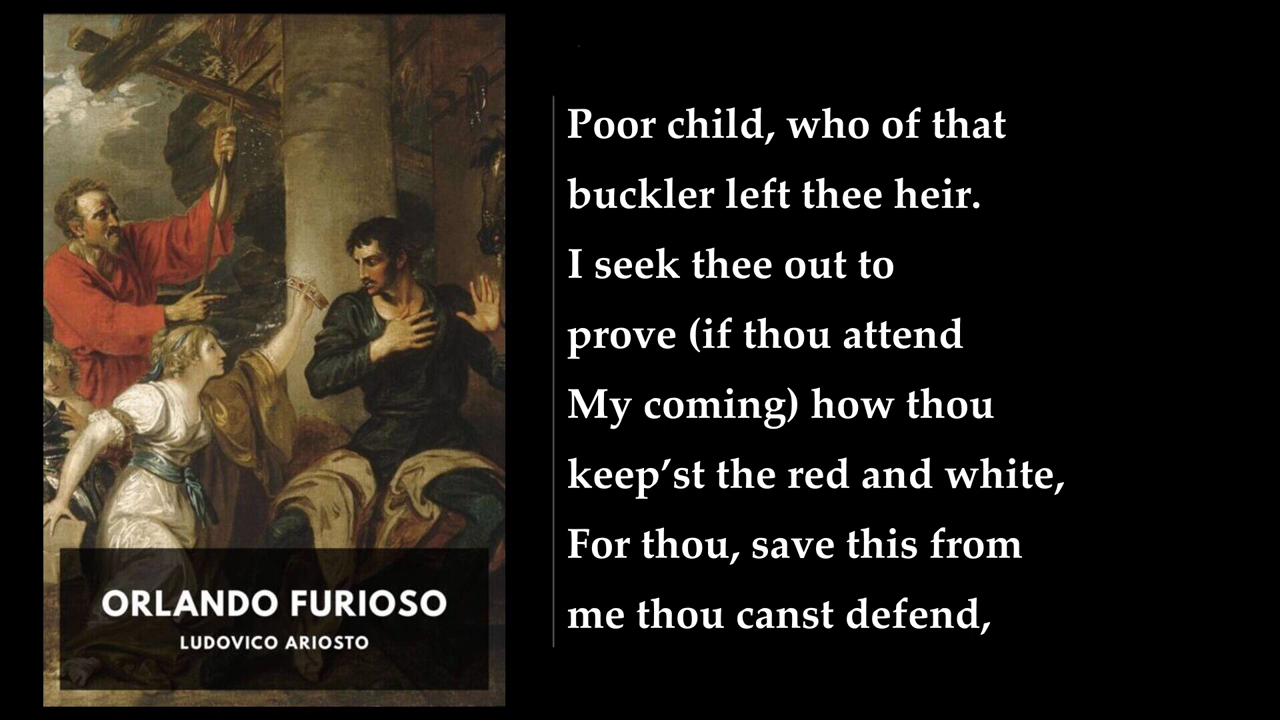 Poor child, who of that
buckler left thee heir.
I seek thee out to
prove (if thou attend
My coming) how thou
keep’st the red and white,
For thou, save this from
me thou canst defend,
ORLANDO FURIOSO
LUDOVICO ARIOSTO